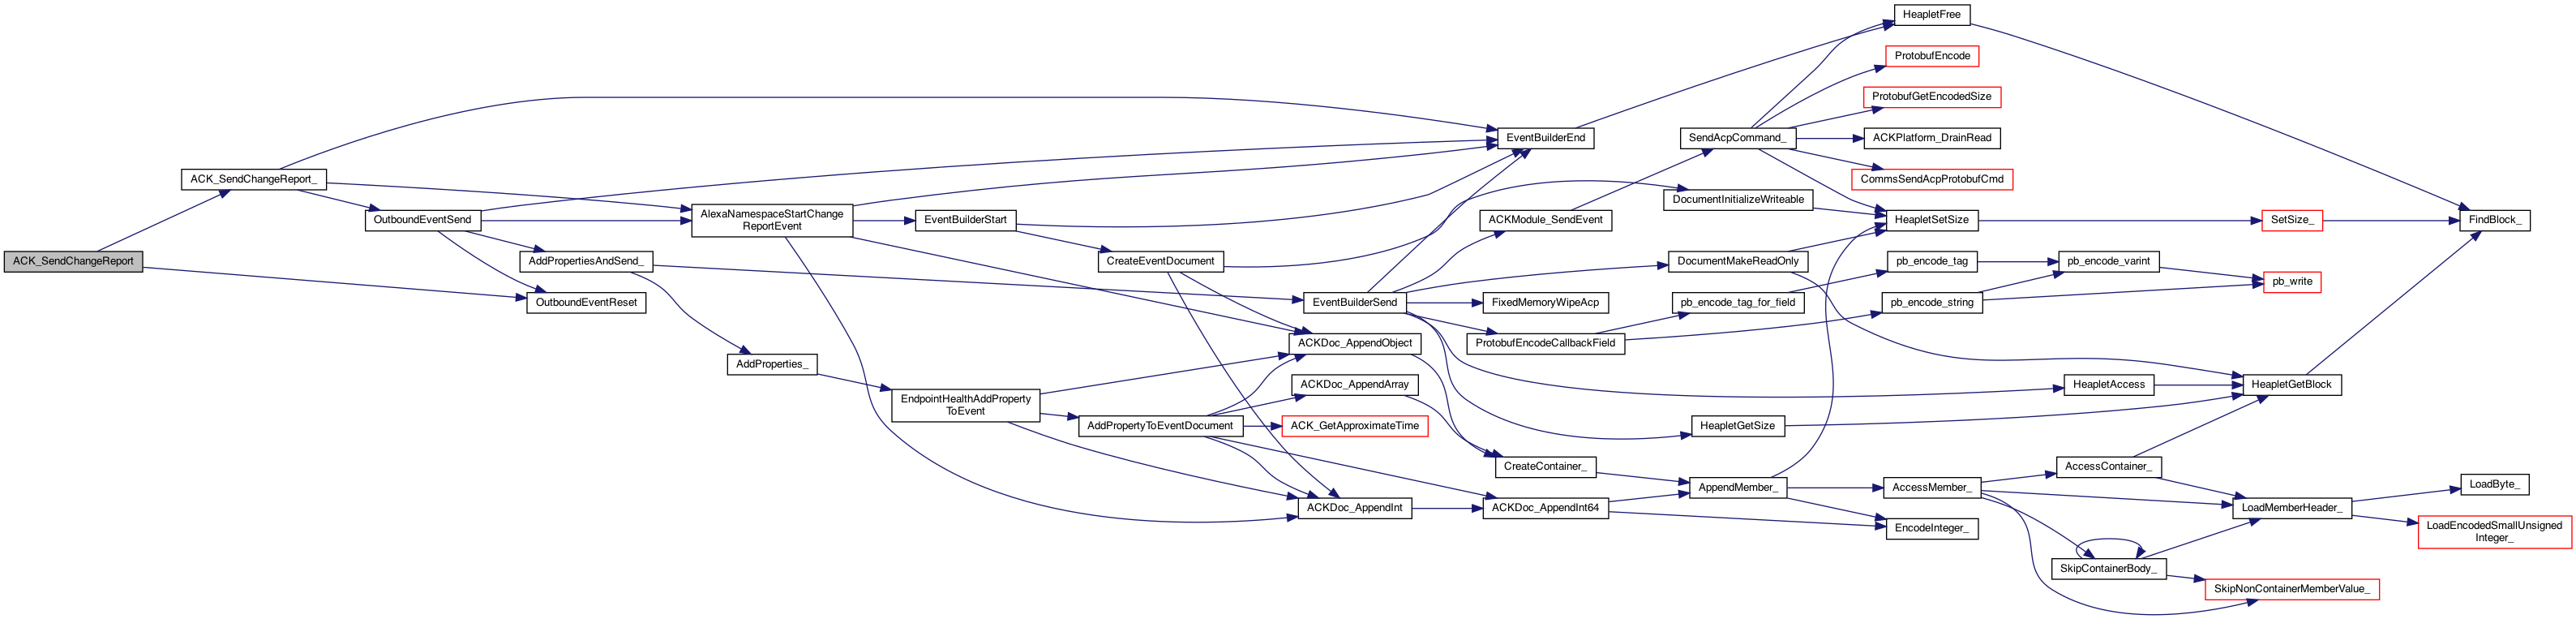 HeapletFree
ProtobufEncode
ProtobufGetEncodedSize
EventBuilderEnd
SendAcpCommand_
ACKPlatform_DrainRead
ACK_SendChangeReport_
CommsSendAcpProtobufCmd
DocumentInitializeWriteable
AlexaNamespaceStartChange
ReportEvent
OutboundEventSend
EventBuilderStart
ACKModule_SendEvent
HeapletSetSize
SetSize_
FindBlock_
ACK_SendChangeReport
AddPropertiesAndSend_
CreateEventDocument
DocumentMakeReadOnly
pb_encode_tag
pb_encode_varint
pb_write
OutboundEventReset
EventBuilderSend
FixedMemoryWipeAcp
pb_encode_tag_for_field
pb_encode_string
ACKDoc_AppendObject
ProtobufEncodeCallbackField
AddProperties_
ACKDoc_AppendArray
HeapletAccess
HeapletGetBlock
EndpointHealthAddProperty
ToEvent
AddPropertyToEventDocument
ACK_GetApproximateTime
HeapletGetSize
CreateContainer_
AccessContainer_
AppendMember_
AccessMember_
LoadByte_
ACKDoc_AppendInt
ACKDoc_AppendInt64
LoadMemberHeader_
EncodeInteger_
LoadEncodedSmallUnsigned
Integer_
SkipContainerBody_
SkipNonContainerMemberValue_